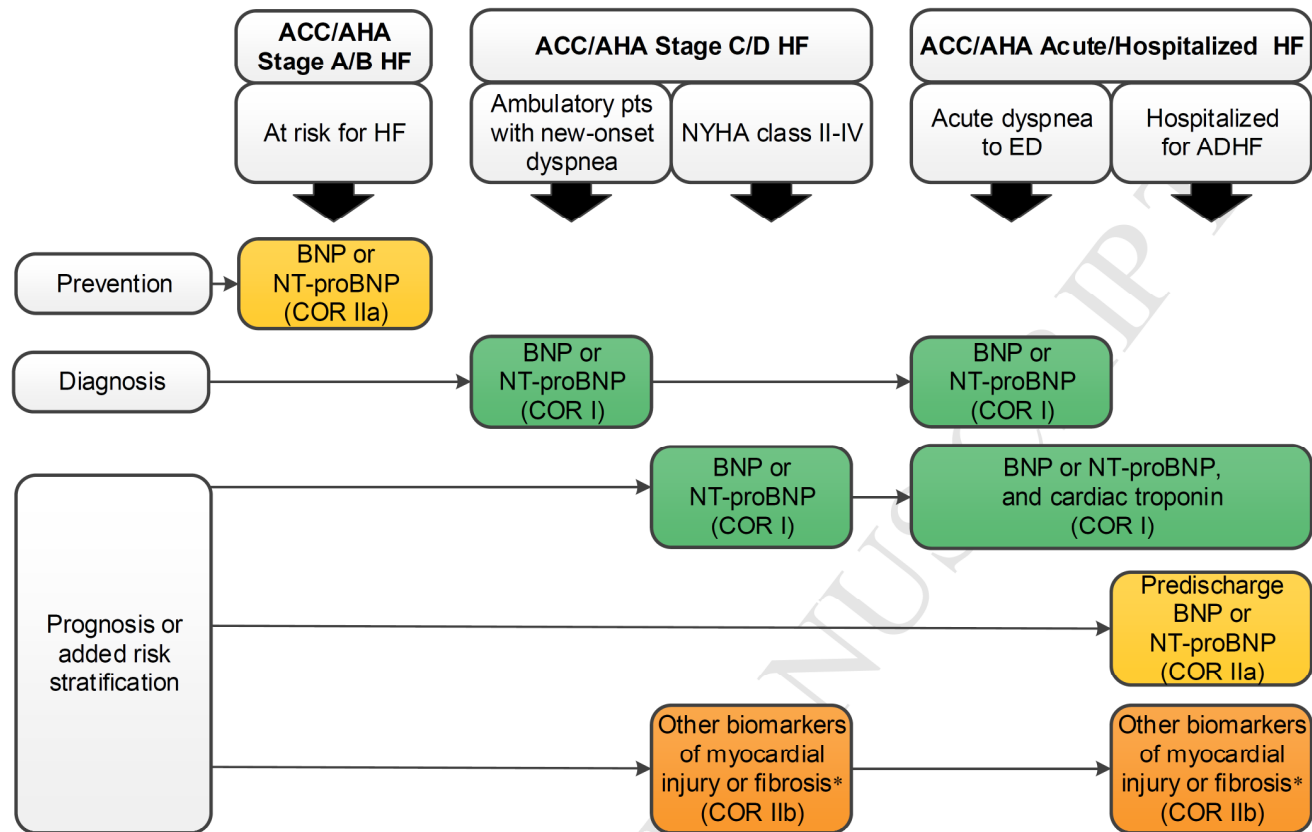 ACC/AHA
Stage A/B HF
ACC/AHA Stage C/D HF
ACC/AHA Acute/Hospitalized HF
At risk for HF
Ambulatory pts
with new-onset
dyspnea
NYHA class II-IV
Acute dyspnea
to ED
Hospitalized
for ADHF
Prevention
BNP or
NT-proBNP
(COR IIa)
Diagnosis
BNP or
NT-proBNP
(COR I)
BNP or
NT-proBNP
(COR I)
Prognosis or
added risk
stratification
BNP or
NT-proBNP
(COR I)
BNP or NT-proBNP,
and cardiac troponin
(COR I)
Predischarge
BNP or
NT-proBNP
(COR IIa)
Other biomarkers
of myocardial
injury or fibrosis*
(COR IIb)
Other biomarkers
of myocardial
injury or fibrosis*
(COR IIb)